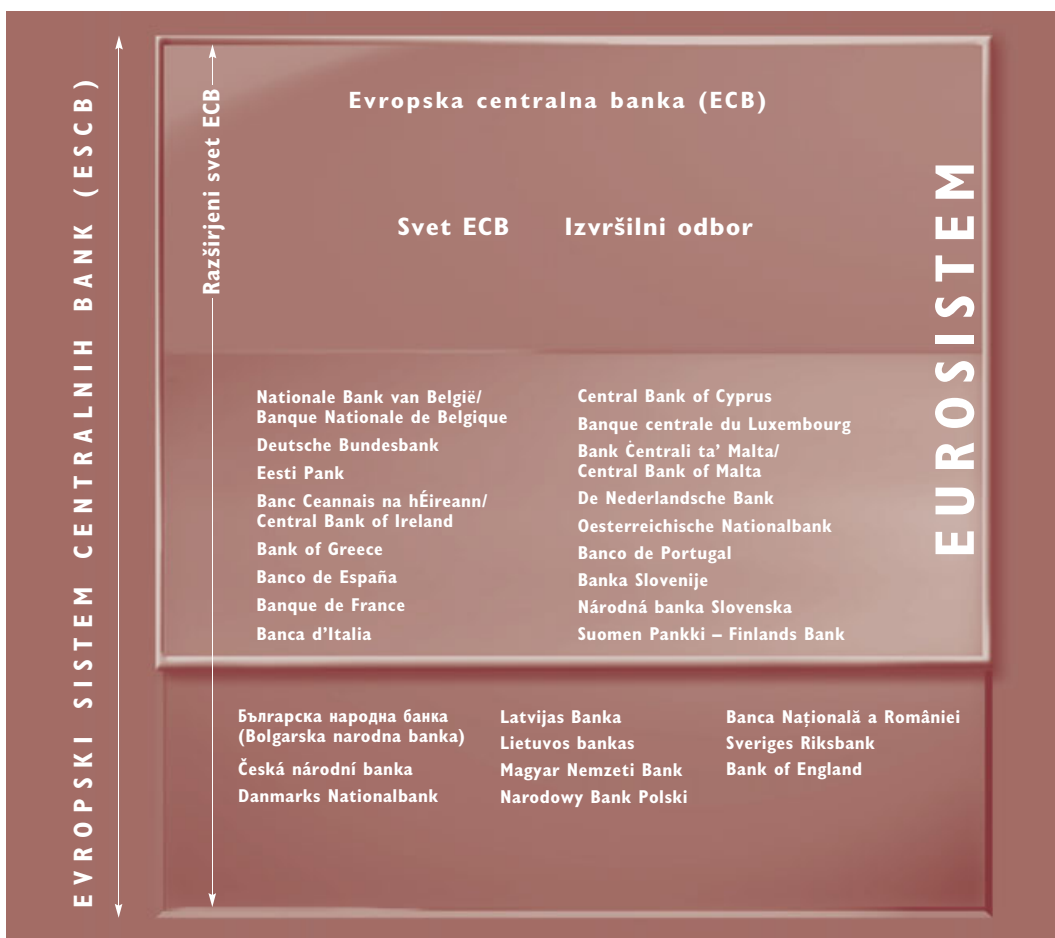 EVROPSKI SISTEM CENTRALNIH BANK (ESCB)
Razširjeni svet ECB
Evropska centralna banka (ECB)
Svet ECB
Izvršilni odbor
EUROSISTEM
Nationale Bank van België/
Banque Nationale de Belgique
Deutsche Bundesbank
Eesti Pank
Banc Ceannais na hÉireann/
Central Bank of Ireland
Bank of Greece
Banco de España
Banque de France
Banca d’Italia
Central Bank of Cyprus
Banque centrale du Luxembourg
Bank Ċentrali ta’ Malta/
Central Bank of Malta
De Nederlandsche Bank
Oesterreichische Nationalbank
Banco de Portugal
Banka Slovenije
Národná banka Slovenska
Suomen Pankki – Finlands Bank
Българска народна банка
(Bolgarska narodna banka)
Česká národní banka
Danmarks Nationalbank
Latvijas Banka
Lietuvos bankas
Magyar Nemzeti Bank
Narodowy Bank Polski
Banca Națională a României
Sveriges Riksbank
Bank of England